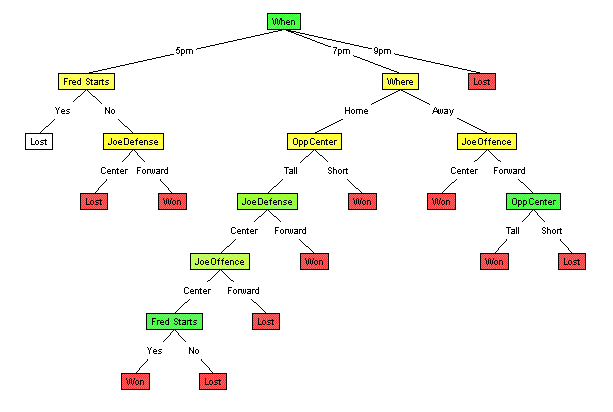 When
5pm 7pm 9pm
Fred Starts Where Lost
Yes No Home Away
Lost JoeDefense OppCenter JoeOffence
Center Forward Tall Short Center Forward
Lost Won JoeDefense Won Won OppCenter
Center Forward Tall Short
JoeOffence Won Won Lost
Center Forward
Fred Starts Lost
Yes No
Won Lost